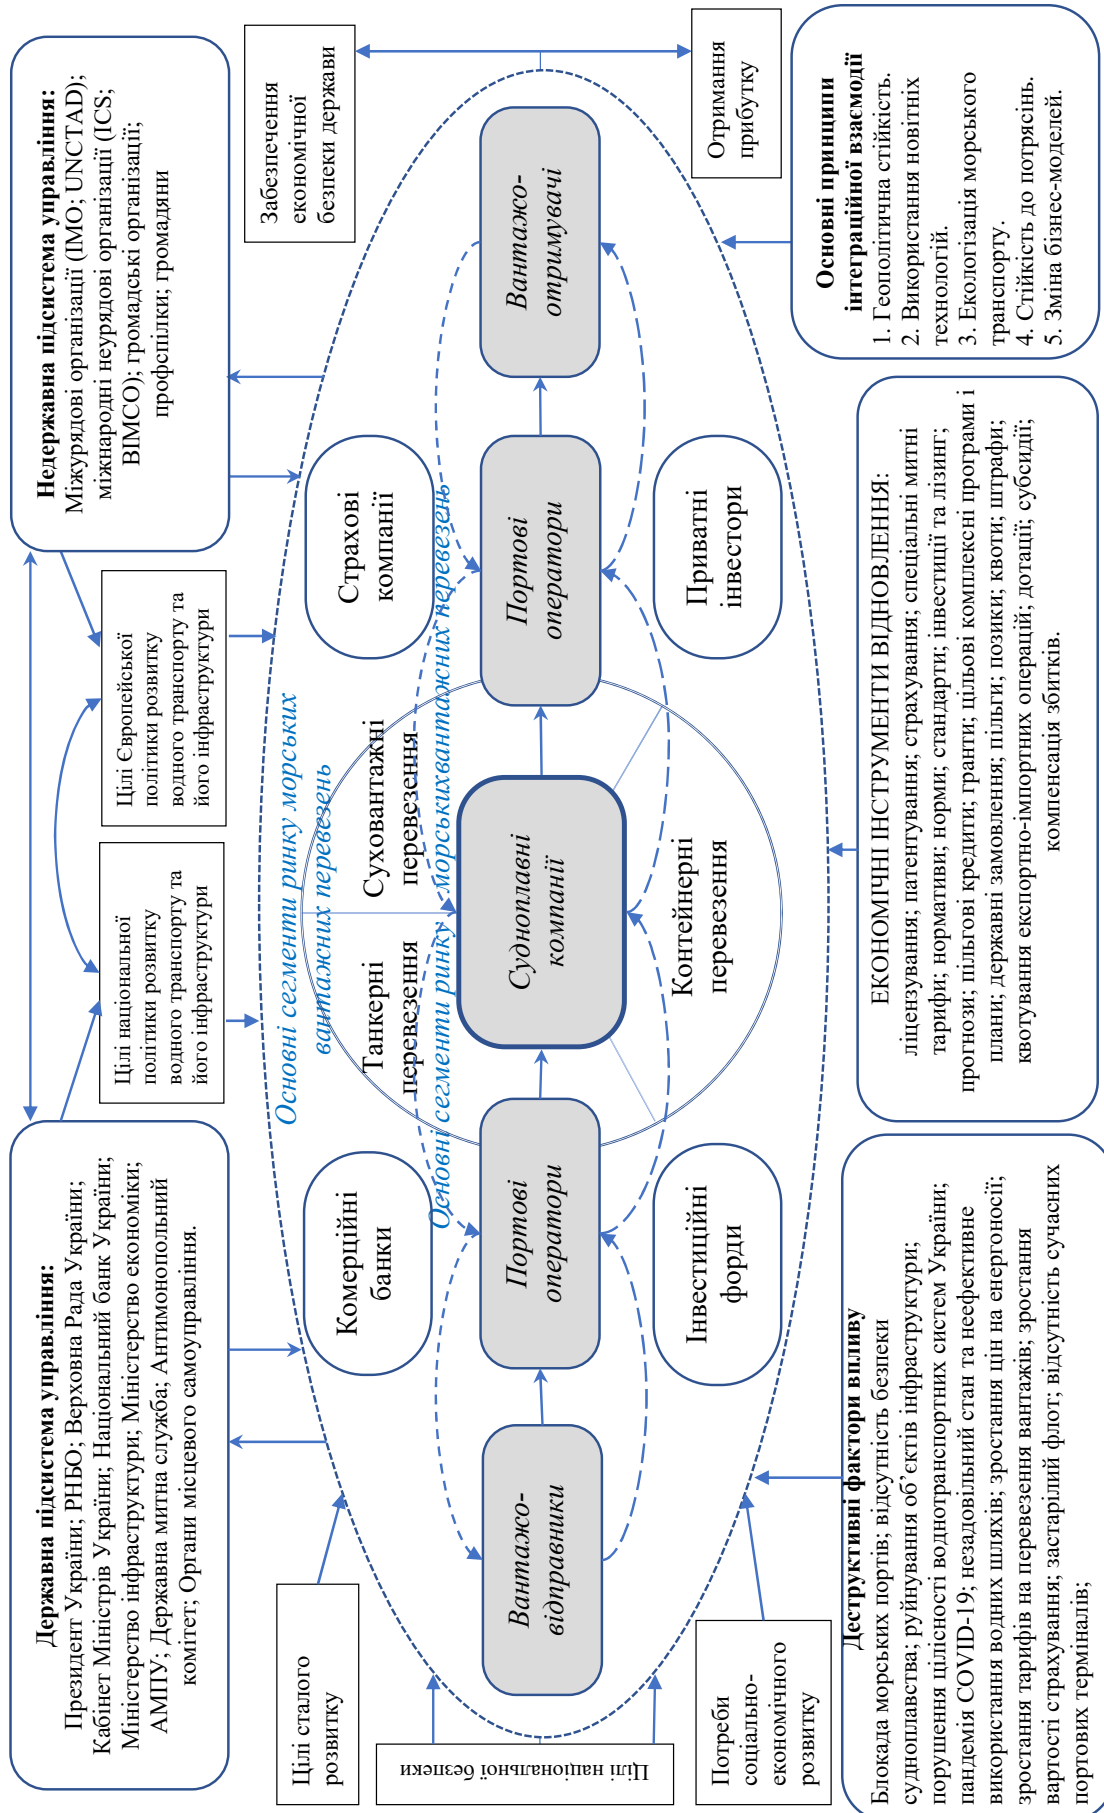 Державна підсистема управління:
Президент України; РНБО; Верховна Рада України;
Кабінет Міністрів України; Національний банк України;
Міністерство інфраструктури; Міністерство економіки;
АМПУ; Державна митна служба; Антимонопольний
комітет; Органи місцевого самоуправління.
Недержавна підсистема управління:
Міжурядові організації (IMO; UNCTAD);
міжнародні неурядові організації (ICS;
BIMCO); громадські організації;
профспілки; громадяни
Цілі національної
політики розвитку
водного транспорту та
його інфраструктури
Цілі Європейської
політики розвитку
водного транспорту та
його інфраструктури
Цілі сталого
розвитку
Цілі національної безпеки
Потреби
соціально-
економічного
розвитку
Забезпечення
економічної
безпеки держави
Отримання
прибутку
Основні сегменти ринку морських
вантажних перевезень
Основні сегменти ринку морськихвантажних перевезень
Комерційні
банки
Танкерні
перевезення
Суховантажні
перевезення
Страхові
компанії
Вантажо-
відправники
Портові
оператори
Судноплавні
компанії
Портові
оператори
Вантажо-
отримувачі
Інвестиційні
форди
Контейнерні
перевезення
Приватні
інвестори
Деструктивні фактори впливу
Блокада морських портів; відсутність безпеки
судноплавства; руйнування об’єктів інфраструктури;
порушення цілісності воднотранспортних систем України;
пандемія COVID-19; незадовільний стан та неефективне
використання водних шляхів; зростання цін на енергоносії;
зростання тарифів на перевезення вантажів; зростання
вартості страхування; застарілий флот; відсутність сучасних
портових терміналів;
ЕКОНОМІЧНІ ІНСТРУМЕНТИ ВІДНОВЛЕННЯ:
ліцензування; патентування; страхування; спеціальні митні
тарифи; нормативи; норми; стандарти; інвестиції та лізинг;
прогнози; пільгові кредити; гранти; цільові комплексні програми і
плани; державні замовлення; пільги; позики; квоти; штрафи;
квотування експортно-імпортних операцій; дотації; субсидії;
компенсація збитків.
Основні принципи
інтеграційної взаємодії
1. Геополітична стійкість.
2. Використання новітніх
технологій.
3. Екологізація морського
транспорту.
4. Стійкість до потрясінь.
5. Зміна бізнес-моделей.